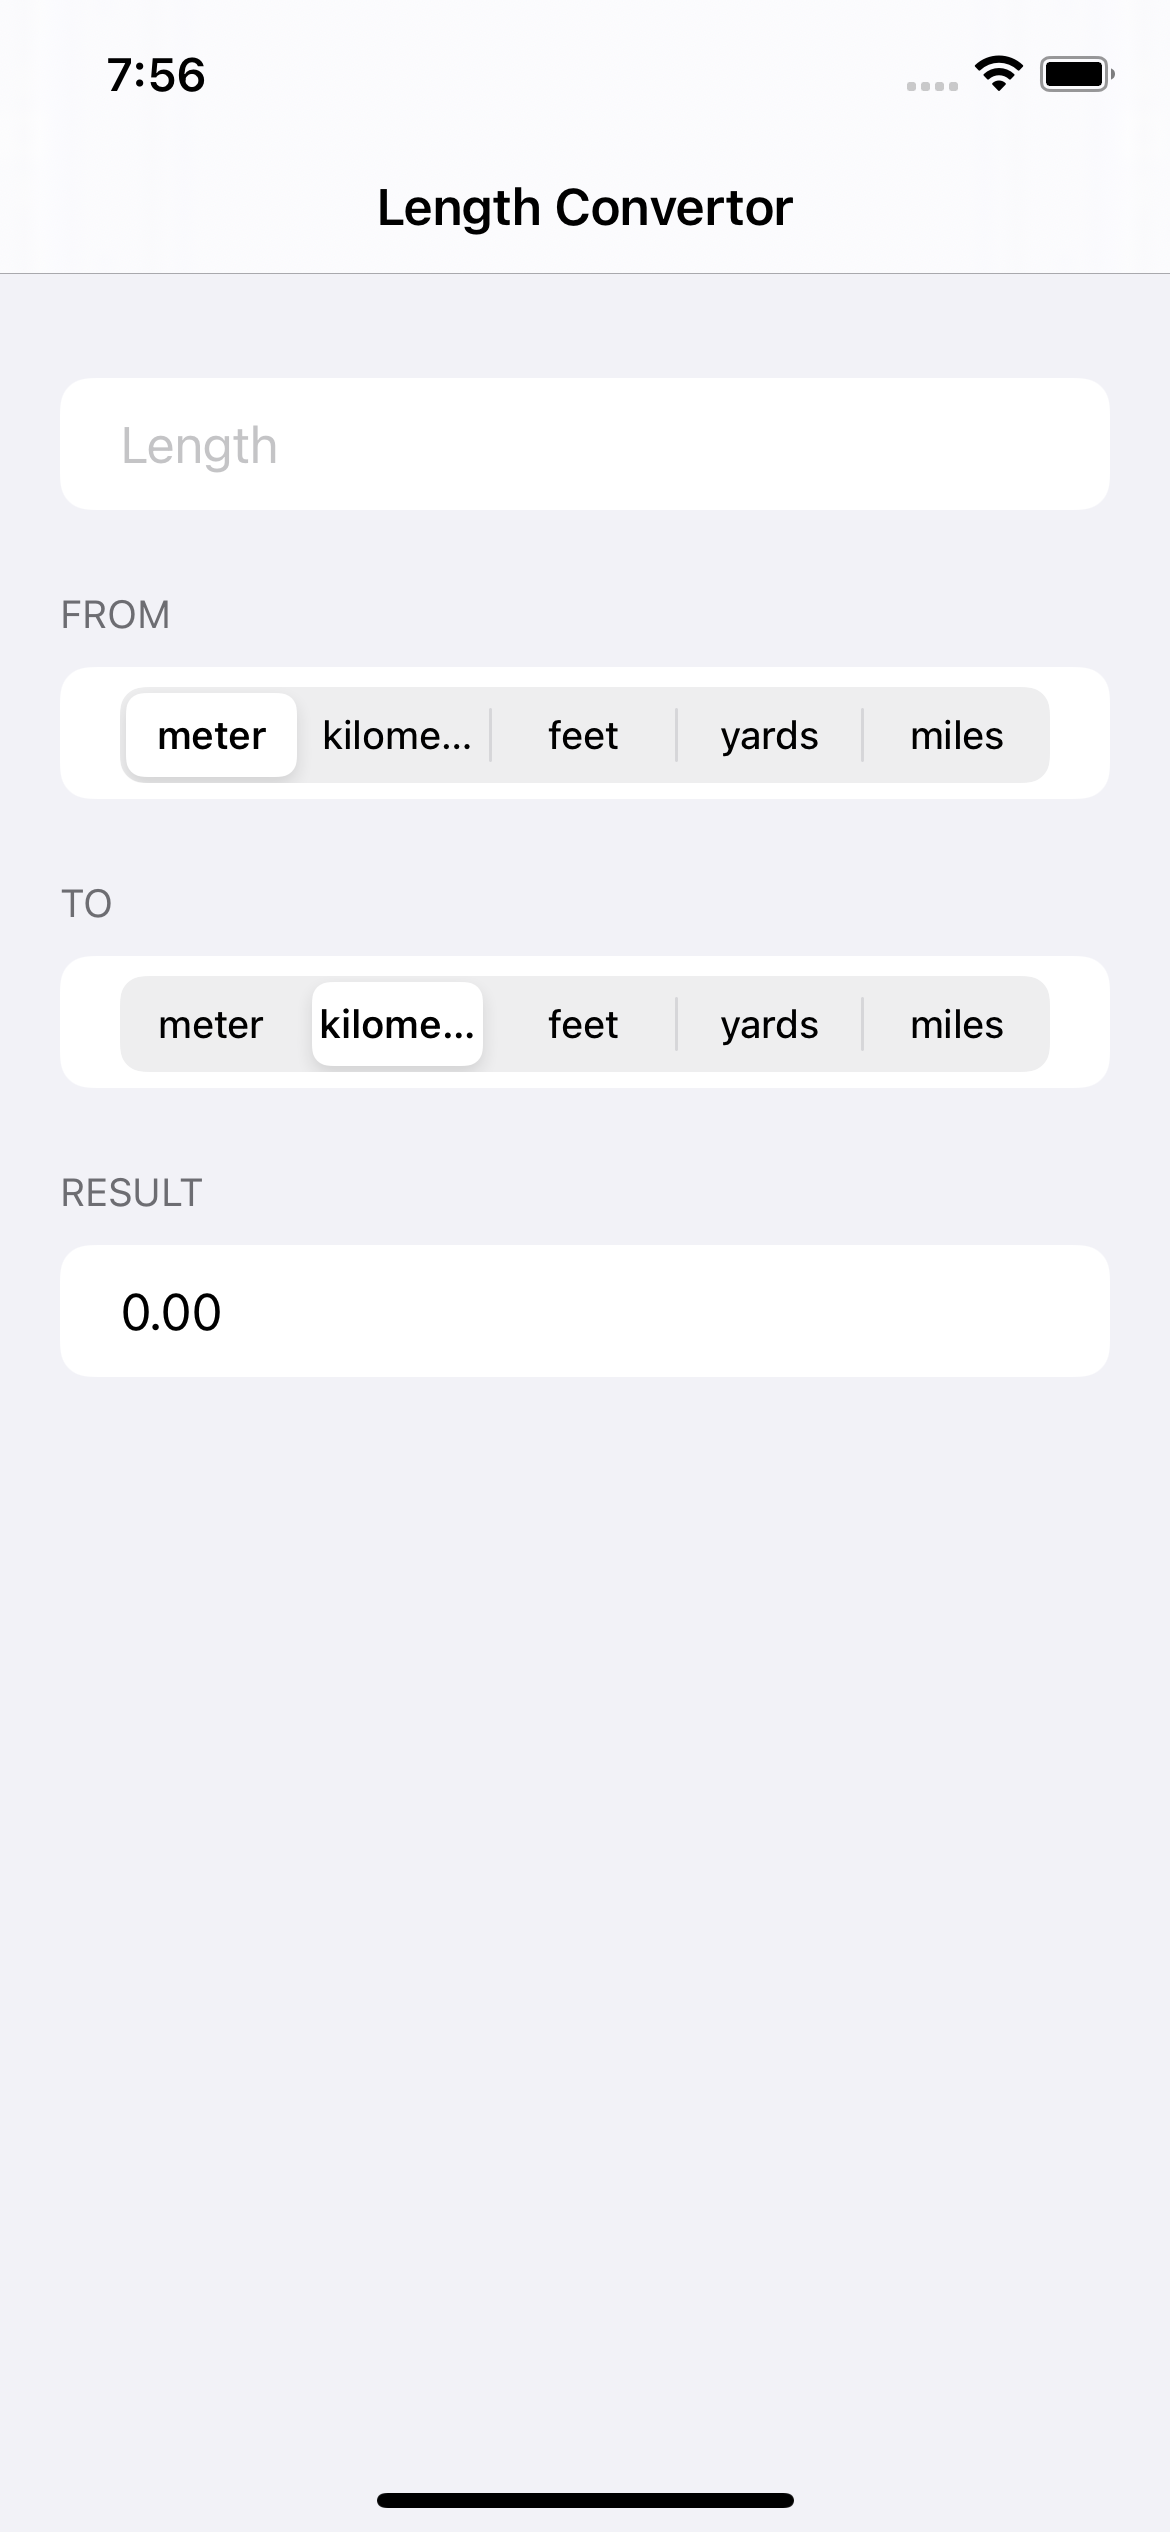 7:56
Length Convertor
Length
FROM
meter kilome... feet yards miles
TO
meter kilome... feet yards miles
RESULT
0.00